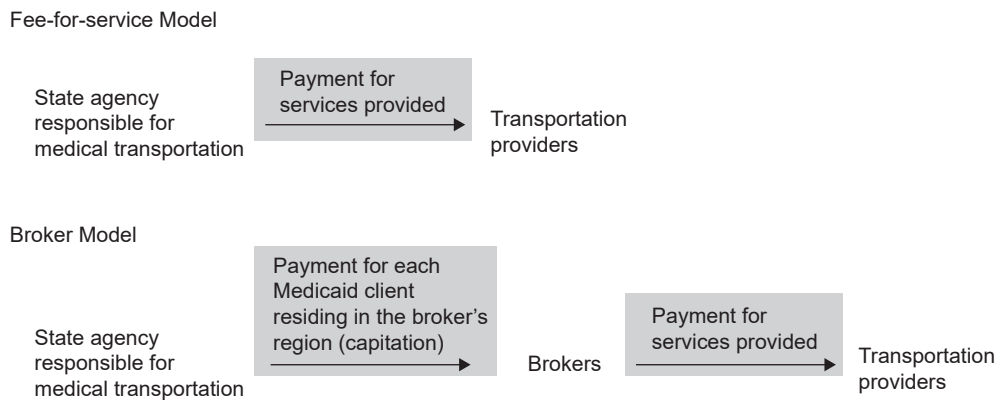 Fee-for-service Model
State agency
responsible for
medical transportation
Payment for
services provided
Transportation
providers
Broker Model
State agency
responsible for
medical transportation
Payment for each
Medicaid client
residing in the broker's
region (capitation)
Brokers
Payment for
services provided
Transportation
providers